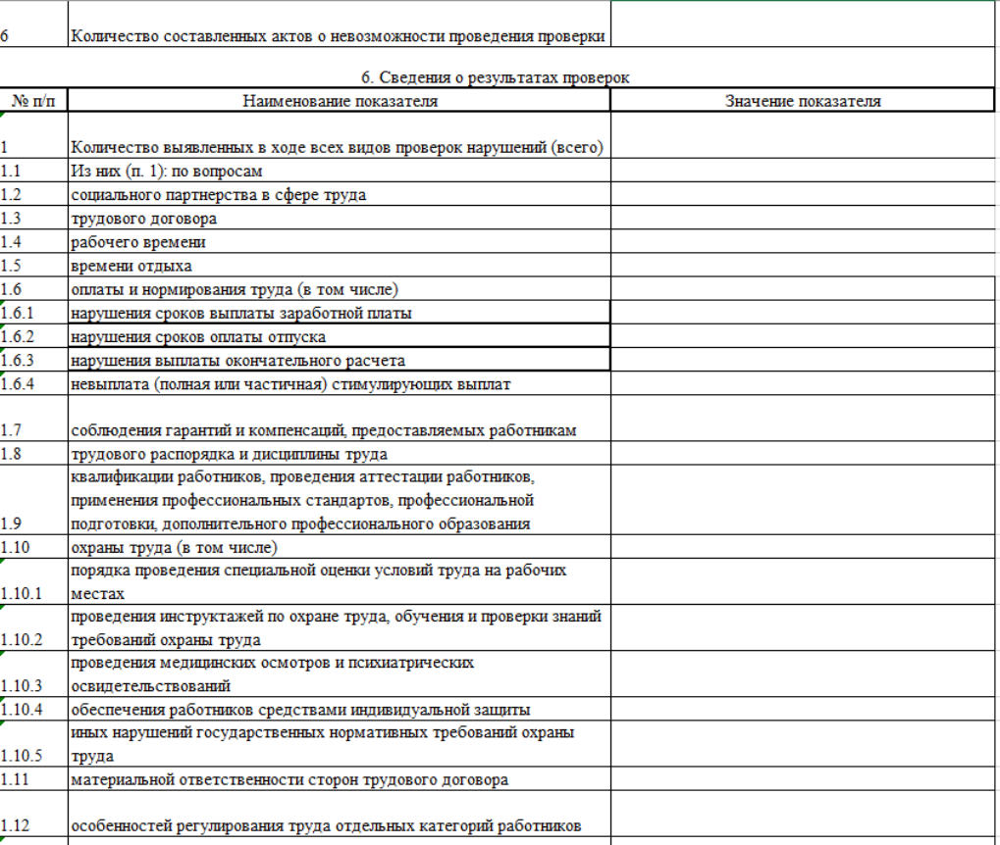 6 Количество составленных актов о невозможности проведения проверки
6. Сведения о результатах проверок
№ п/п Наименование показателя Значение показателя
1 Количество выявленных в ходе всех видов проверок нарушений (всего)
1.1 Из них (п. 1): по вопросам
1.2 социального партнерства в сфере труда
1.3 трудового договора
1.4 рабочего времени
1.5 времени отдыха
1.6 оплаты и нормирования труда (в том числе)
1.6.1 нарушения сроков выплаты заработной платы
1.6.2 нарушения сроков оплаты отпуска
1.6.3 нарушения выплаты окончательного расчета
1.6.4 невыплата (полная или частичная) стимулирующих выплат
1.7 соблюдения гарантий и компенсаций, предоставляемых работникам
1.8 трудового распорядка и дисциплины труда
квалификации работников, проведения аттестации работников,
применения профессиональных стандартов, профессиональной
1.9 подготовки, дополнительного профессионального образования
1.10 охраны труда (в том числе)
порядка проведения специальной оценки условий труда на рабочих
1.10.1 местах
проведения инструктажей по охране труда, обучения и проверки знаний
1.10.2 требований охраны труда
проведения медицинских осмотров и психиатрических
1.10.3 освидетельствований
1.10.4 обеспечения работников средствами индивидуальной защиты
иных нарушений государственных нормативных требований охраны
1.10.5 труда
1.11 материальной ответственности сторон трудового договора
1.12 особенностей регулирования труда отдельных категорий работников